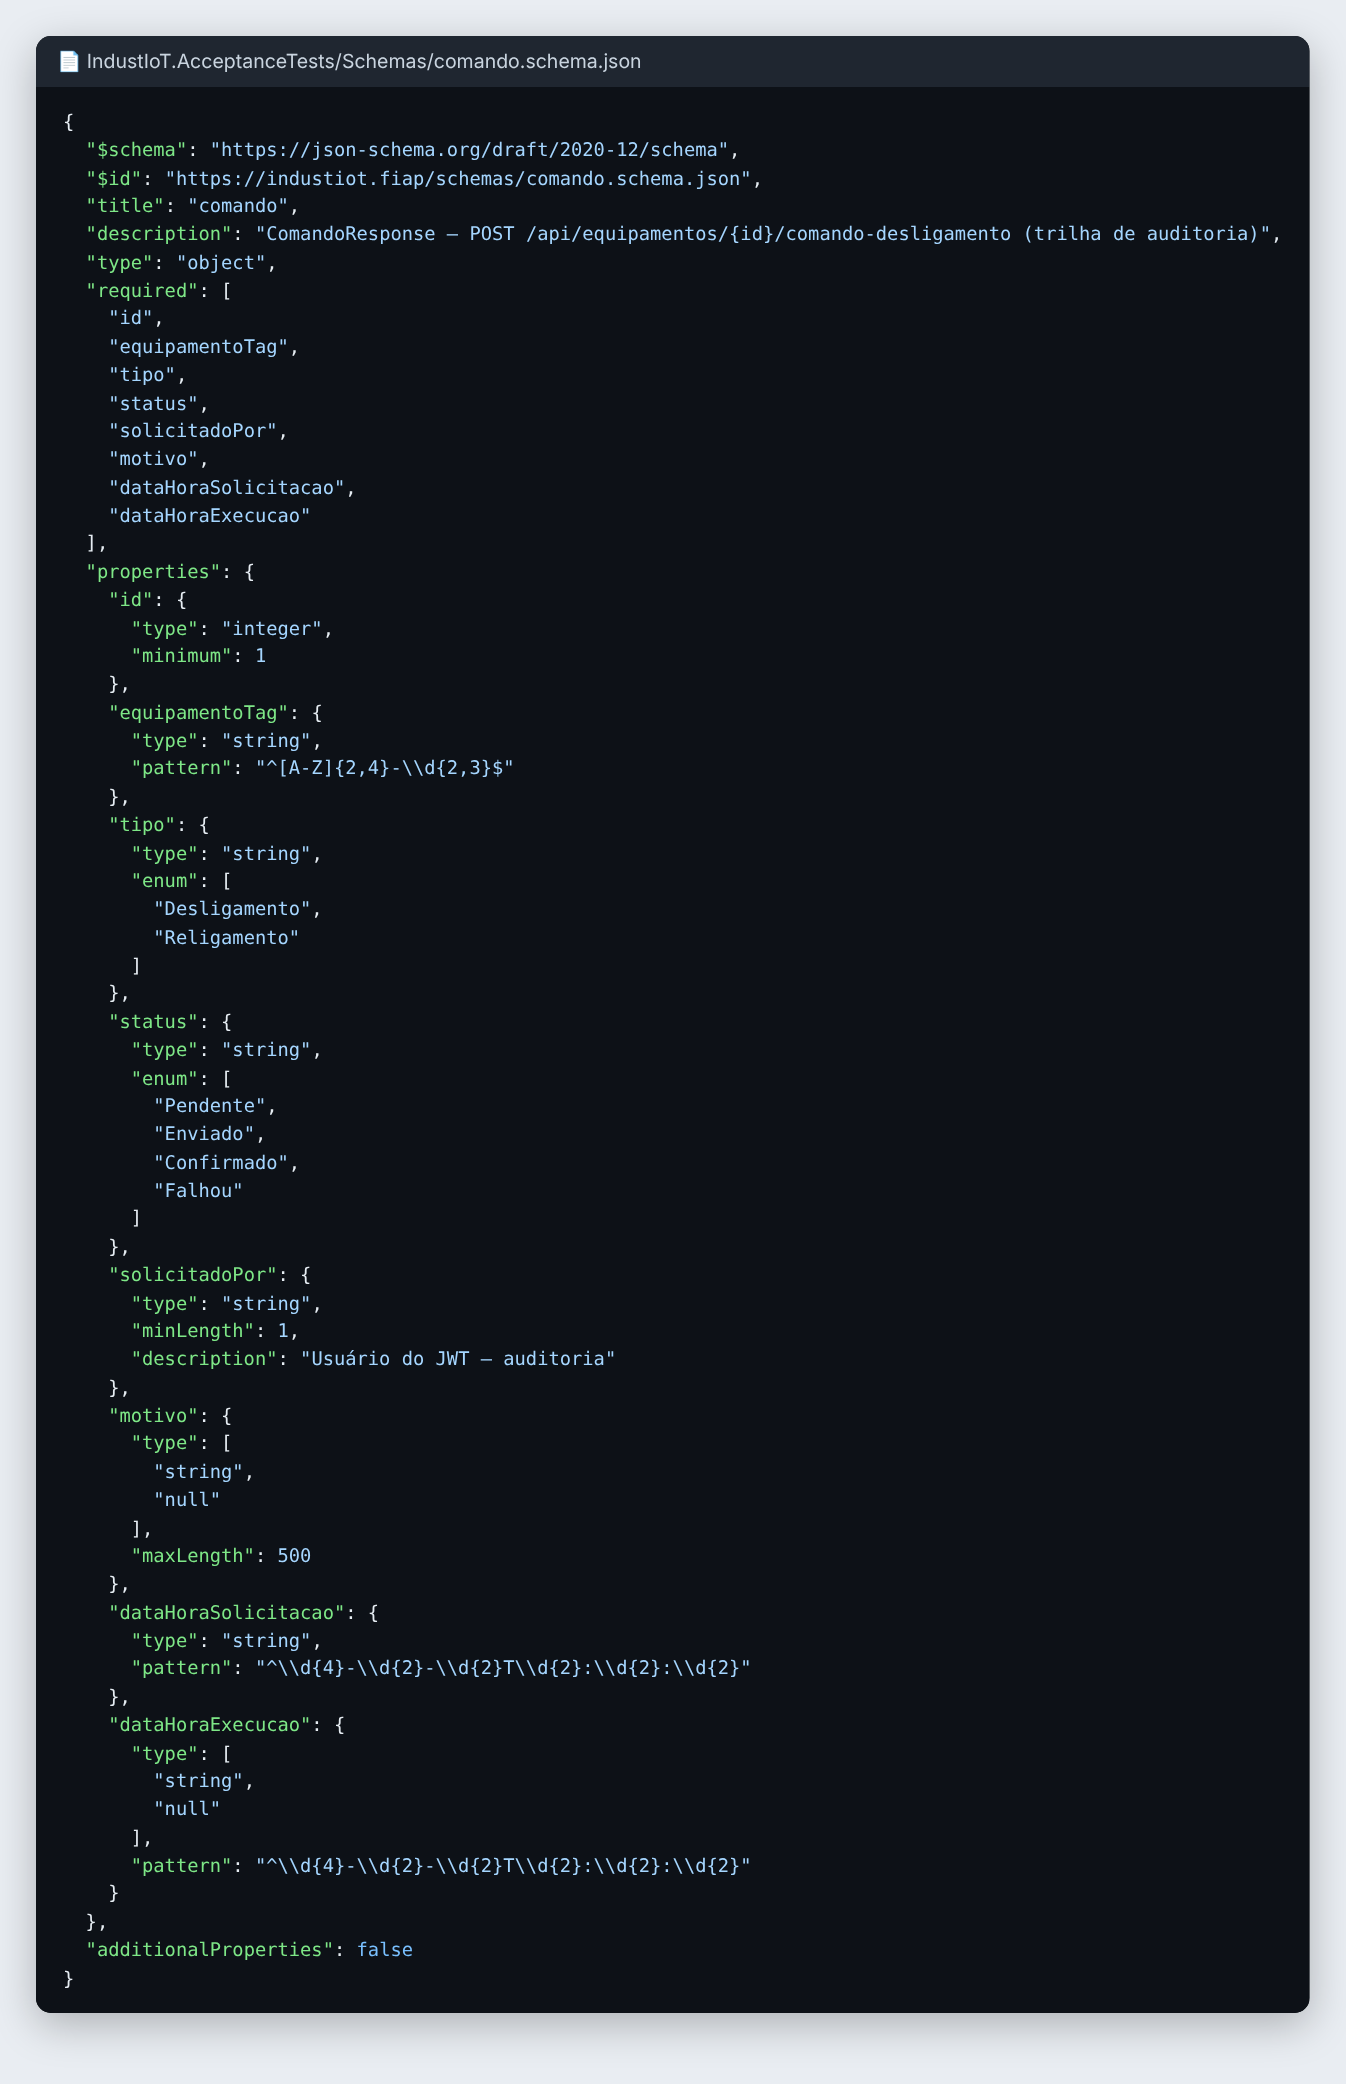 IndustIoT.AcceptanceTests/Schemas/comando.schema.json
{
  "$schema": "https://json-schema.org/draft/2020-12/schema",
  "$id": "https://industiot.fiap/schemas/comando.schema.json",
  "title": "comando",
  "description": "ComandoResponse — POST /api/equipamentos/{id}/comando-desligamento (trilha de auditoria)",
  "type": "object",
  "required": [
    "id",
    "equipamentoTag",
    "tipo",
    "status",
    "solicitadoPor",
    "motivo",
    "dataHoraSolicitacao",
    "dataHoraExecucao"
  ],
  "properties": {
    "id": {
      "type": "integer",
      "minimum": 1
    },
    "equipamentoTag": {
      "type": "string",
      "pattern": "^[A-Z]{2,4}-\\d{2,3}$"
    },
    "tipo": {
      "type": "string",
      "enum": [
        "Desligamento",
        "Religamento"
      ]
    },
    "status": {
      "type": "string",
      "enum": [
        "Pendente",
        "Enviado",
        "Confirmado",
        "Falhou"
      ]
    },
    "solicitadoPor": {
      "type": "string",
      "minLength": 1,
      "description": "Usuário do JWT — auditoria"
    },
    "motivo": {
      "type": [
        "string",
        "null"
      ],
      "maxLength": 500
    },
    "dataHoraSolicitacao": {
      "type": "string",
      "pattern": "^\\d{4}-\\d{2}-\\d{2}T\\d{2}:\\d{2}:\\d{2}"
    },
    "dataHoraExecucao": {
      "type": [
        "string",
        "null"
      ],
      "pattern": "^\\d{4}-\\d{2}-\\d{2}T\\d{2}:\\d{2}:\\d{2}"
    }
  },
  "additionalProperties": false
}